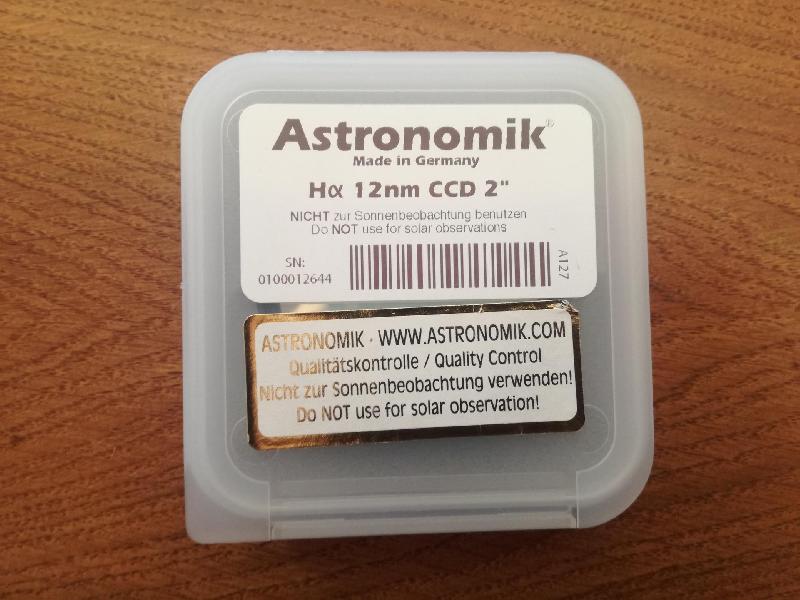 Astronomik®
Made in Germany
Hα 12nm CCD 2"
NICHT zur Sonnenbeobachtung benutzen
Do NOT use for solar observations
SN:
0100012644
A127
ASTRONOMIK · WWW.ASTRONOMIK.COM
Qualitätskontrolle / Quality Control
Nicht zur Sonnenbeobachtung verwenden!
Do NOT use for solar observation!